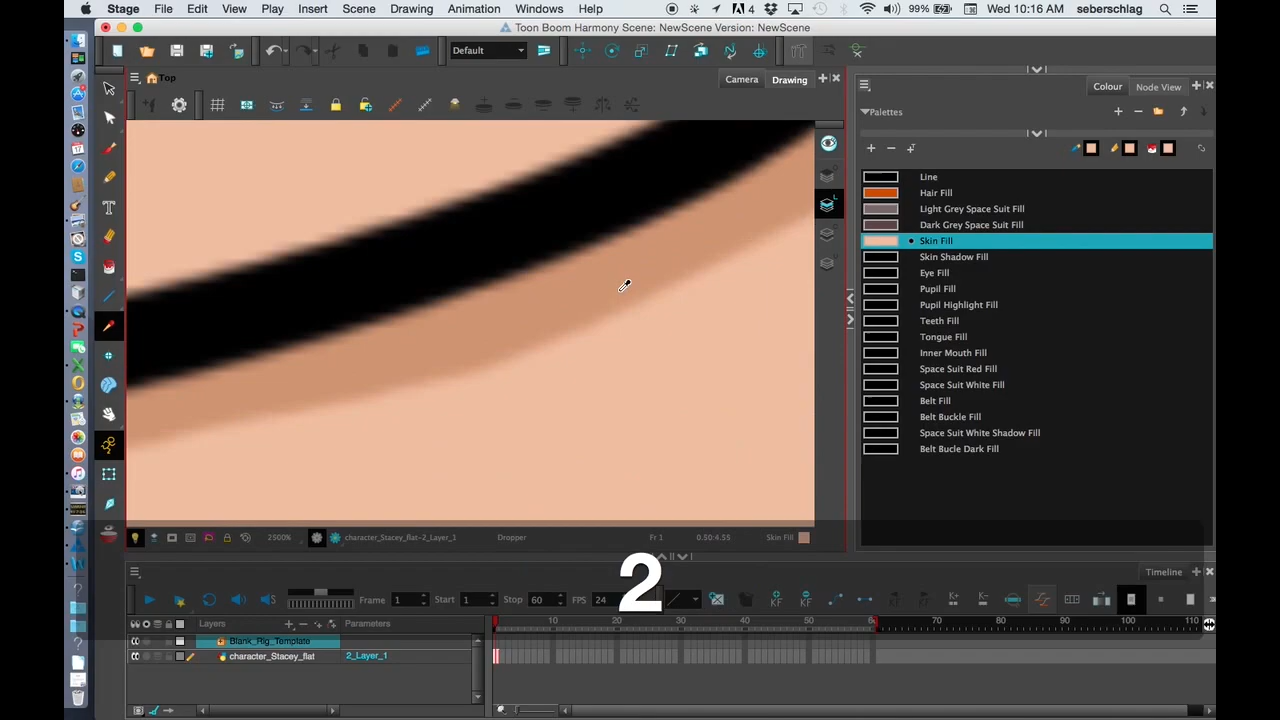 Stage File Edit View Play Insert Scene Drawing Animation Windows Help 4 99% Wed 10:16 AM seberschlag
Toon Boom Harmony Scene: NewScene Version: NewScene
Default
Top Camera Drawing
Colour Node View
Palettes
Line
Hair Fill
Light Grey Space Suit Fill
Dark Grey Space Suit Fill
Skin Fill
Skin Shadow Fill
Eye Fill
Pupil Fill
Pupil Highlight Fill
Teeth Fill
Tongue Fill
Inner Mouth Fill
Space Suit Red Fill
Space Suit White Fill
Belt Fill
Belt Buckle Fill
Space Suit White Shadow Fill
Belt Bucle Dark Fill
2500% character_Stacey_flat-2_Layer_1 Dropper Fr 1 0.50:4.55 Skin Fill
2
Timeline
Frame 1 Start 1 Stop 60 FPS 24
Layers Parameters 10 20 30 40 50 60 70 80 90 100 110
Blank_Rig_Template
character_Stacey_flat 2_Layer_1